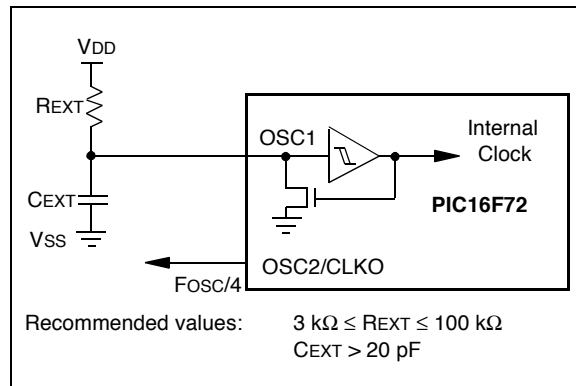 VDD
REXT
OSC1
Internal
Clock
CEXT
PIC16F72
VSS
OSC2/CLKO
FOSC/4
Recommended values: 3 kΩ ≤ REXT ≤ 100 kΩ
CEXT > 20 pF